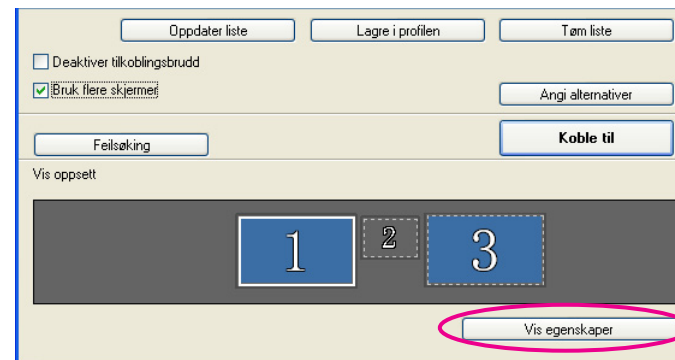 Oppdater liste Lagre i profilen Tøm liste
Deaktiver tilkoblingsbrudd
Bruk flere skjermer
Angi alternativer
Koble til
Feilsøking
Vis oppsett
1 2 3
Vis egenskaper